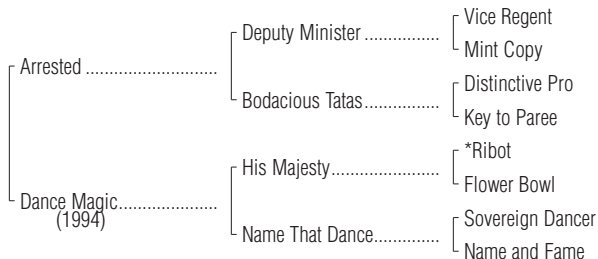 Vice Regent
Deputy Minister ................
Mint Copy
Arrested ............................
Distinctive Pro
Bodacious Tatas................
Key to Paree
*Ribot
His Majesty.......................
Flower Bowl
Dance Magic.....................
(1994)
Sovereign Dancer
Name That Dance..............
Name and Fame